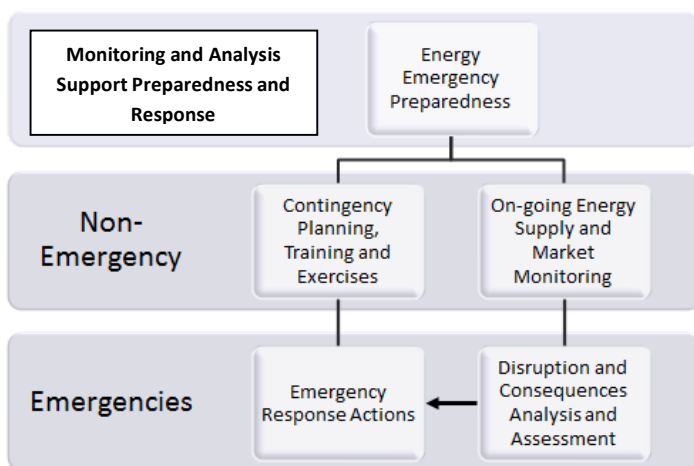 Monitoring and Analysis
Support Preparedness and
Response
Energy
Emergency
Preparedness
Non-
Emergency
Contingency
Planning,
Training and
Exercises
On-going Energy
Supply and
Market
Monitoring
Emergencies
Emergency
Response Actions
Disruption and
Consequences
Analysis and
Assessment